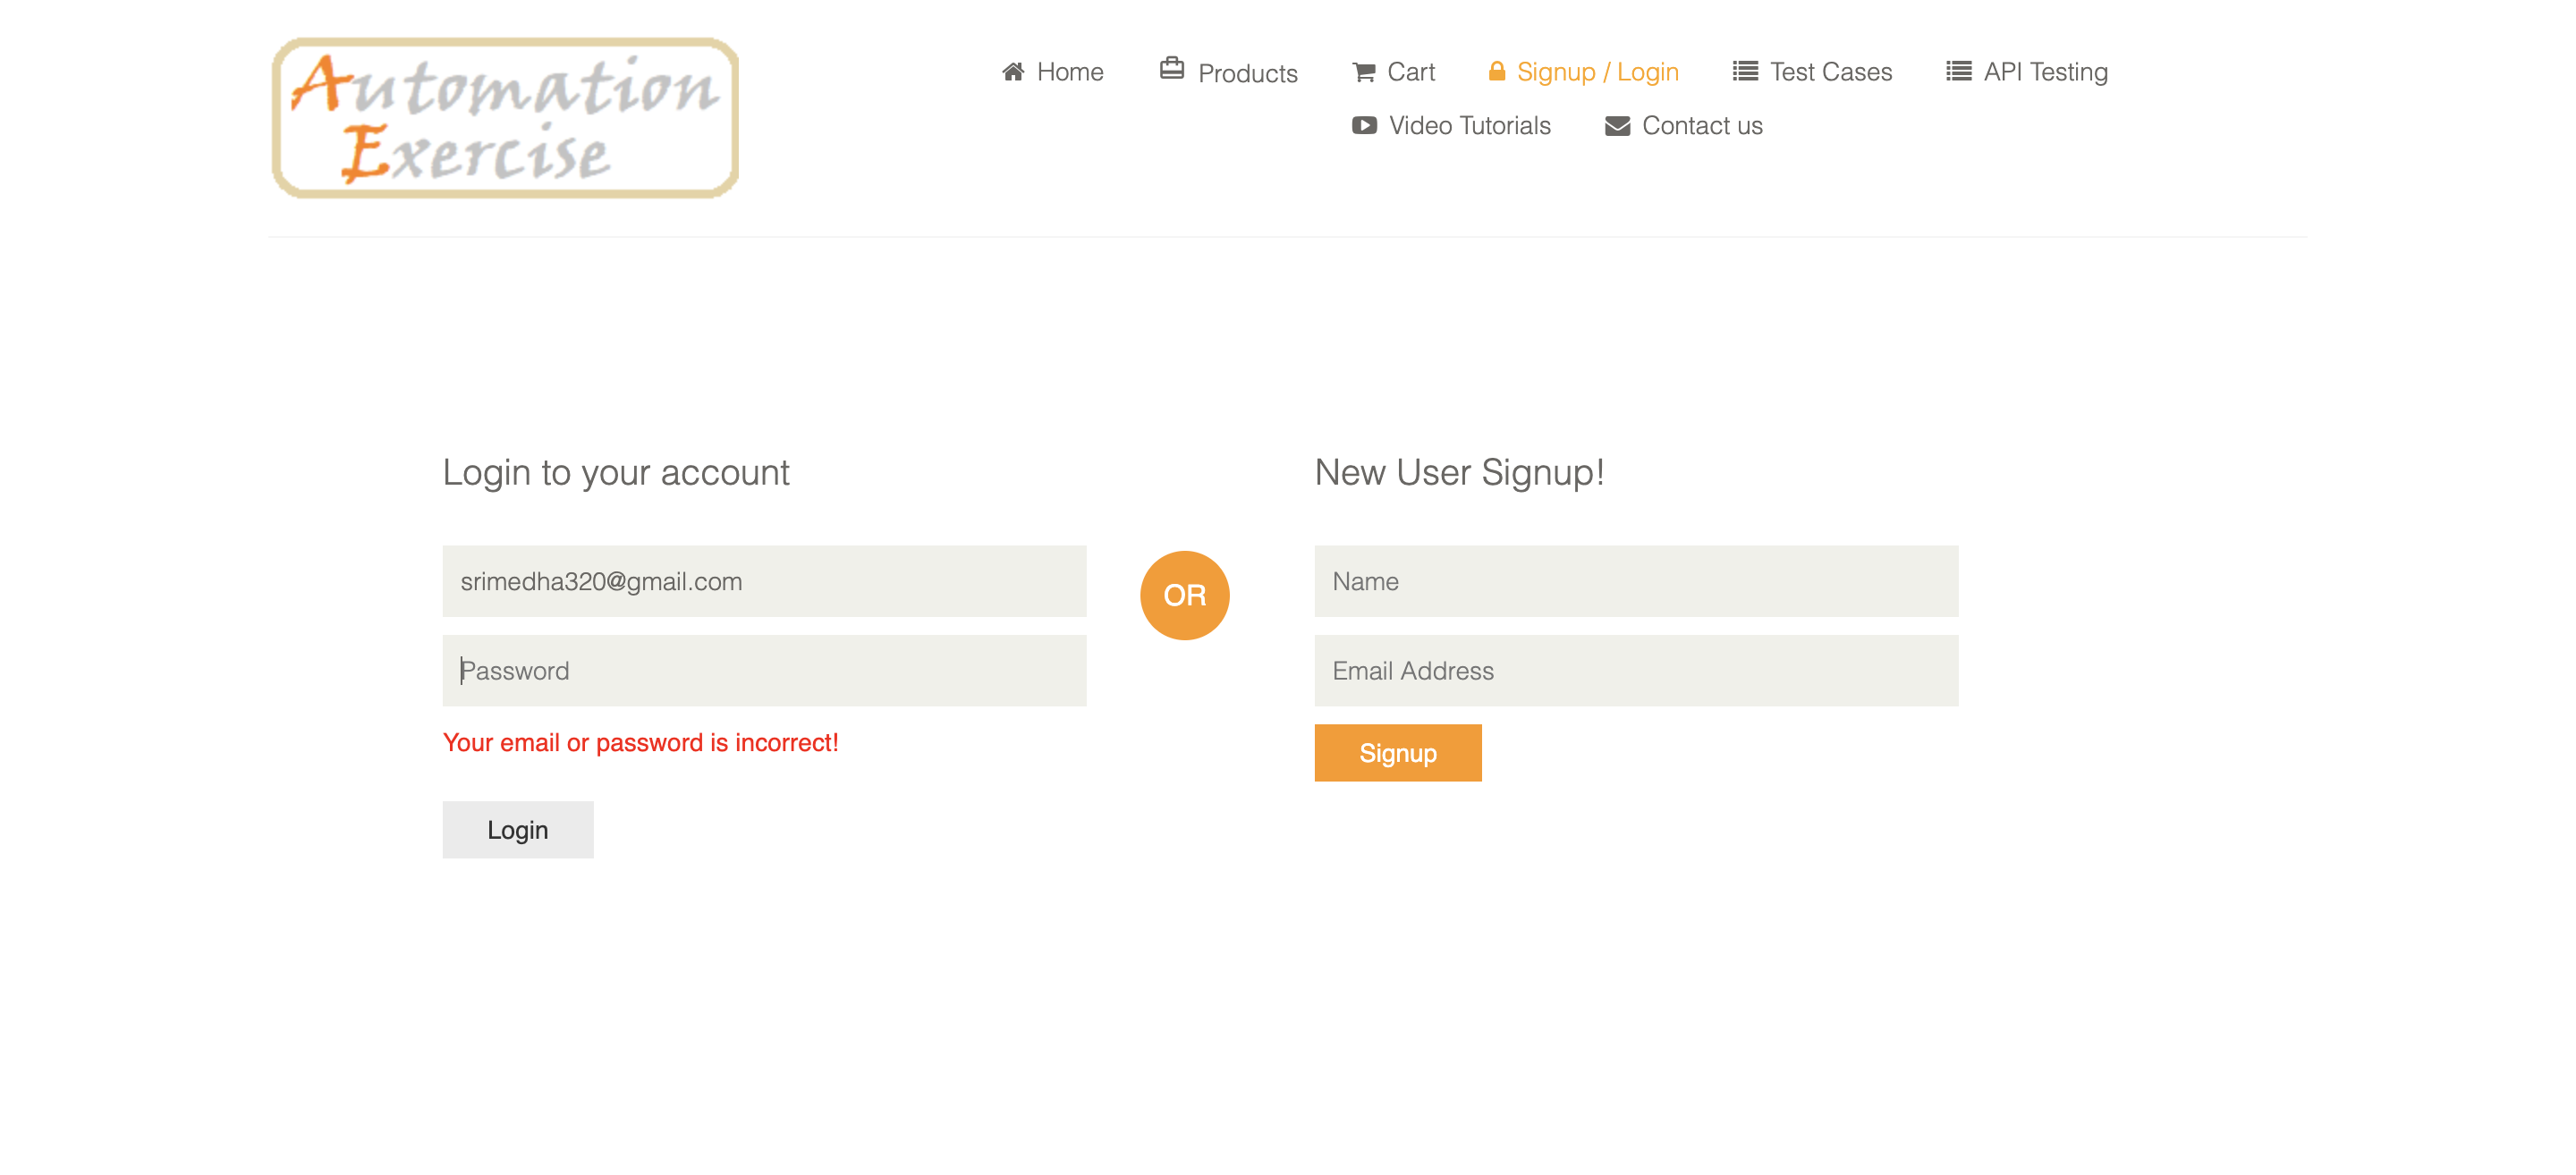 Automation
Exercise
Home
Products
Cart
Signup / Login
Test Cases
API Testing
Video Tutorials
Contact us
Login to your account
srimedha320@gmail.com
Password
Your email or password is incorrect!
Login
OR
New User Signup!
Name
Email Address
Signup